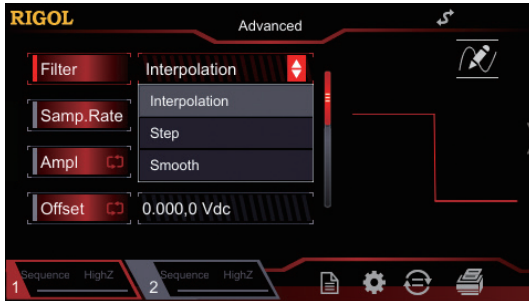 RIGOL
Advanced
Filter
Interpolation
Interpolation
Samp.Rate
Step
Smooth
Ampl
Offset
0.000,0 Vdc
1 Sequence HighZ
2 Sequence HighZ